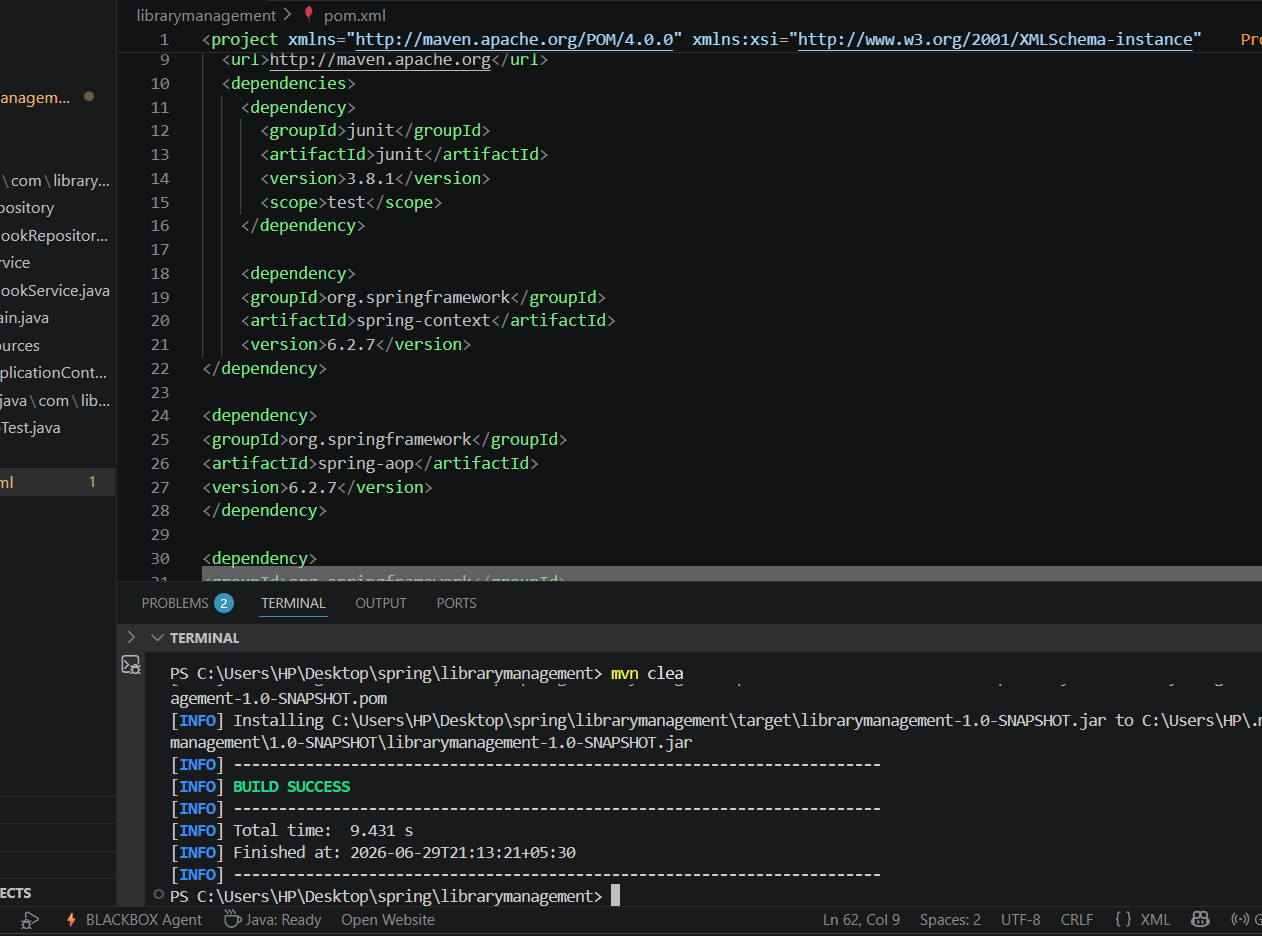 librarymanagement > pom.xml
1 <project xmlns="http://maven.apache.org/POM/4.0.0" xmlns:xsi="http://www.w3.org/2001/XMLSchema-instance"
9 <url>http://maven.apache.org</url>
10 <dependencies>
11 <dependency>
12 <groupId>junit</groupId>
13 <artifactId>junit</artifactId>
14 <version>3.8.1</version>
15 <scope>test</scope>
16 </dependency>
17
18 <dependency>
19 <groupId>org.springframework</groupId>
20 <artifactId>spring-context</artifactId>
21 <version>6.2.7</version>
22 </dependency>
23
24 <dependency>
25 <groupId>org.springframework</groupId>
26 <artifactId>spring-aop</artifactId>
27 <version>6.2.7</version>
28 </dependency>
29
30 <dependency>
31 <groupId>org.springframework</groupId>
anagem...
\com\library...
pository
ookRepositor...
rvice
ookService.java
ain.java
ources
plicationCont...
java\com\lib...
Test.java
ml 1
ECTS
PROBLEMS 2 TERMINAL OUTPUT PORTS
TERMINAL
PS C:\Users\HP\Desktop\spring\librarymanagement> mvn clea
agement-1.0-SNAPSHOT.pom
[INFO] Installing C:\Users\HP\Desktop\spring\librarymanagement\target\librarymanagement-1.0-SNAPSHOT.jar to C:\Users\HP\.
management\1.0-SNAPSHOT\librarymanagement-1.0-SNAPSHOT.jar
[INFO] ------------------------------------------------------------------------
[INFO] BUILD SUCCESS
[INFO] ------------------------------------------------------------------------
[INFO] Total time:  9.431 s
[INFO] Finished at: 2026-06-29T21:13:21+05:30
[INFO] ------------------------------------------------------------------------
PS C:\Users\HP\Desktop\spring\librarymanagement>
BLACKBOX Agent Java: Ready Open Website Ln 62, Col 9 Spaces: 2 UTF-8 CRLF { } XML